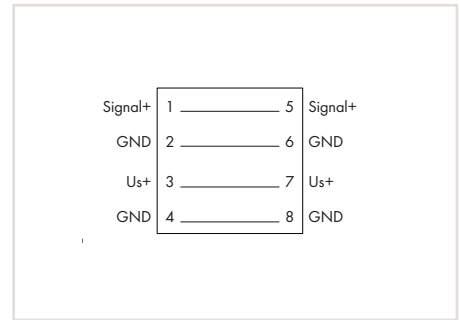 Signal+ 1 5 Signal+
GND 2 6 GND
Us+ 3 7 Us+
GND 4 8 GND